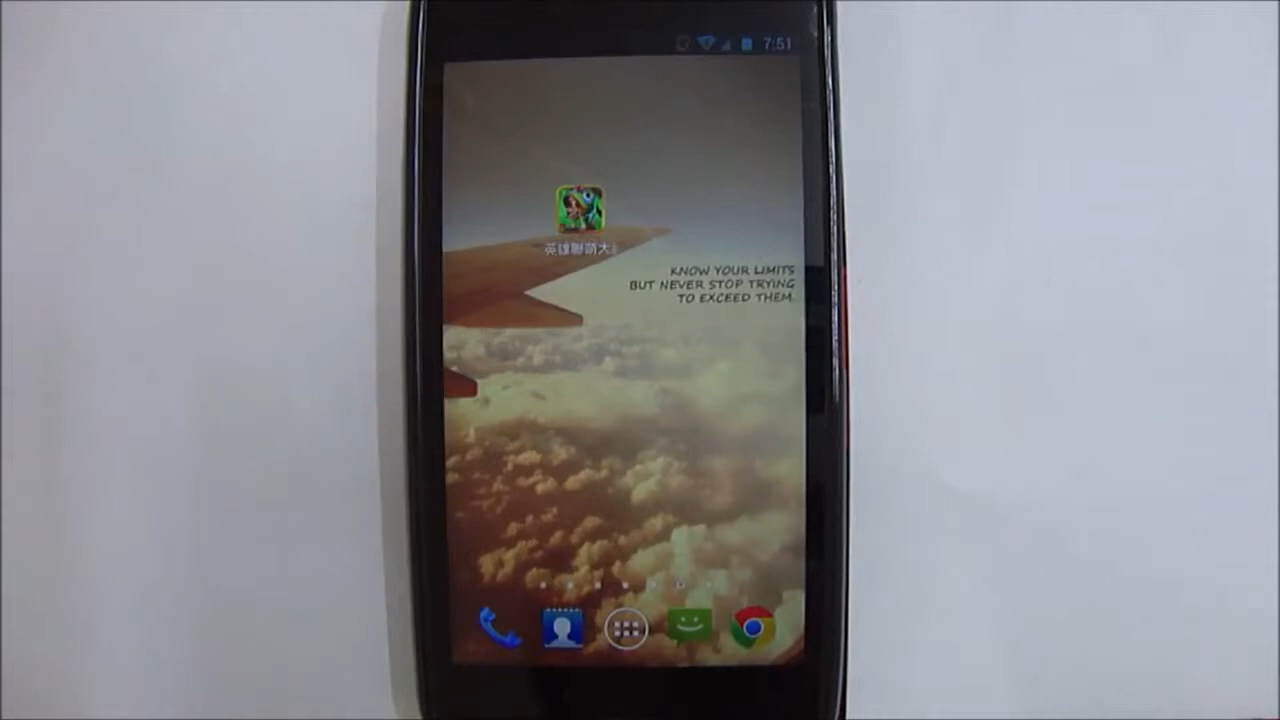 7:51
英雄聯萌大
KNOW YOUR LIMITS
BUT NEVER STOP TRYING
TO EXCEED THEM.